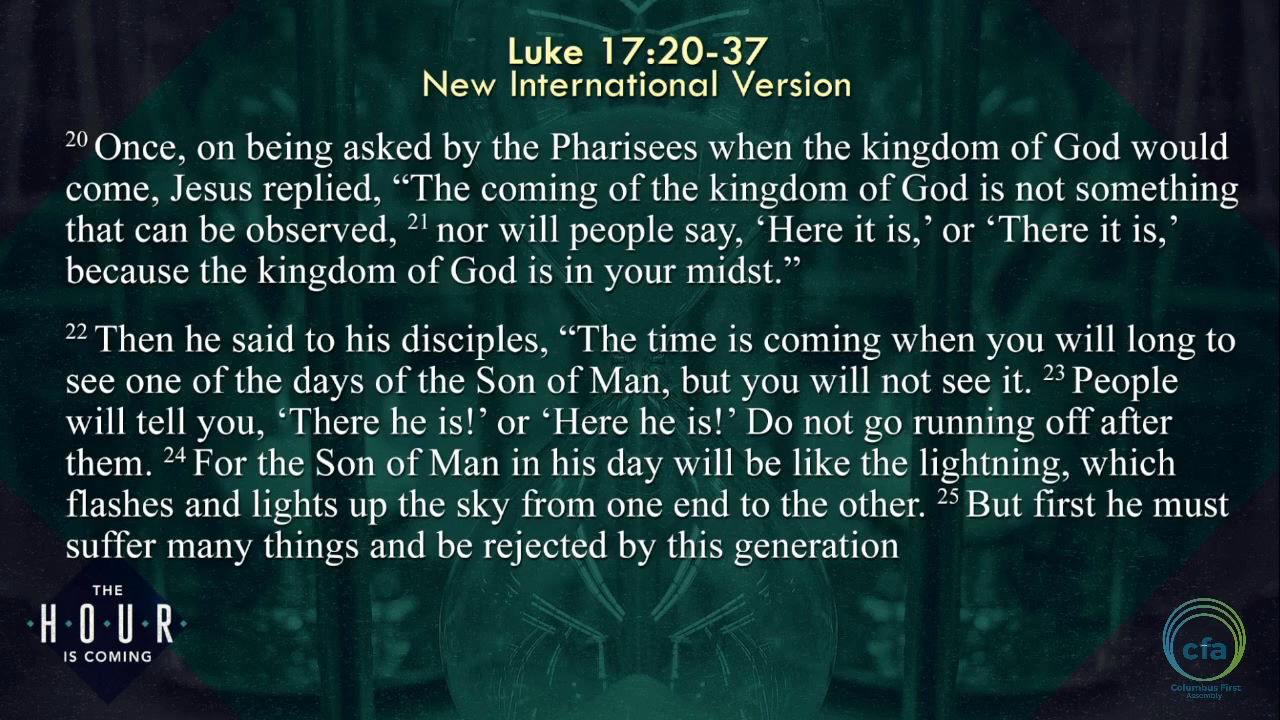 Luke 17:20-37
New International Version
20 Once, on being asked by the Pharisees when the kingdom of God would
come, Jesus replied, “The coming of the kingdom of God is not something
that can be observed, 21 nor will people say, ‘Here it is,’ or ‘There it is,’
because the kingdom of God is in your midst.”
22 Then he said to his disciples, “The time is coming when you will long to
see one of the days of the Son of Man, but you will not see it. 23 People
will tell you, ‘There he is!’ or ‘Here he is!’ Do not go running off after
them. 24 For the Son of Man in his day will be like the lightning, which
flashes and lights up the sky from one end to the other. 25 But first he must
suffer many things and be rejected by this generation
THE
H·O·U·R
IS COMING
cfa
Columbus First
Assembly